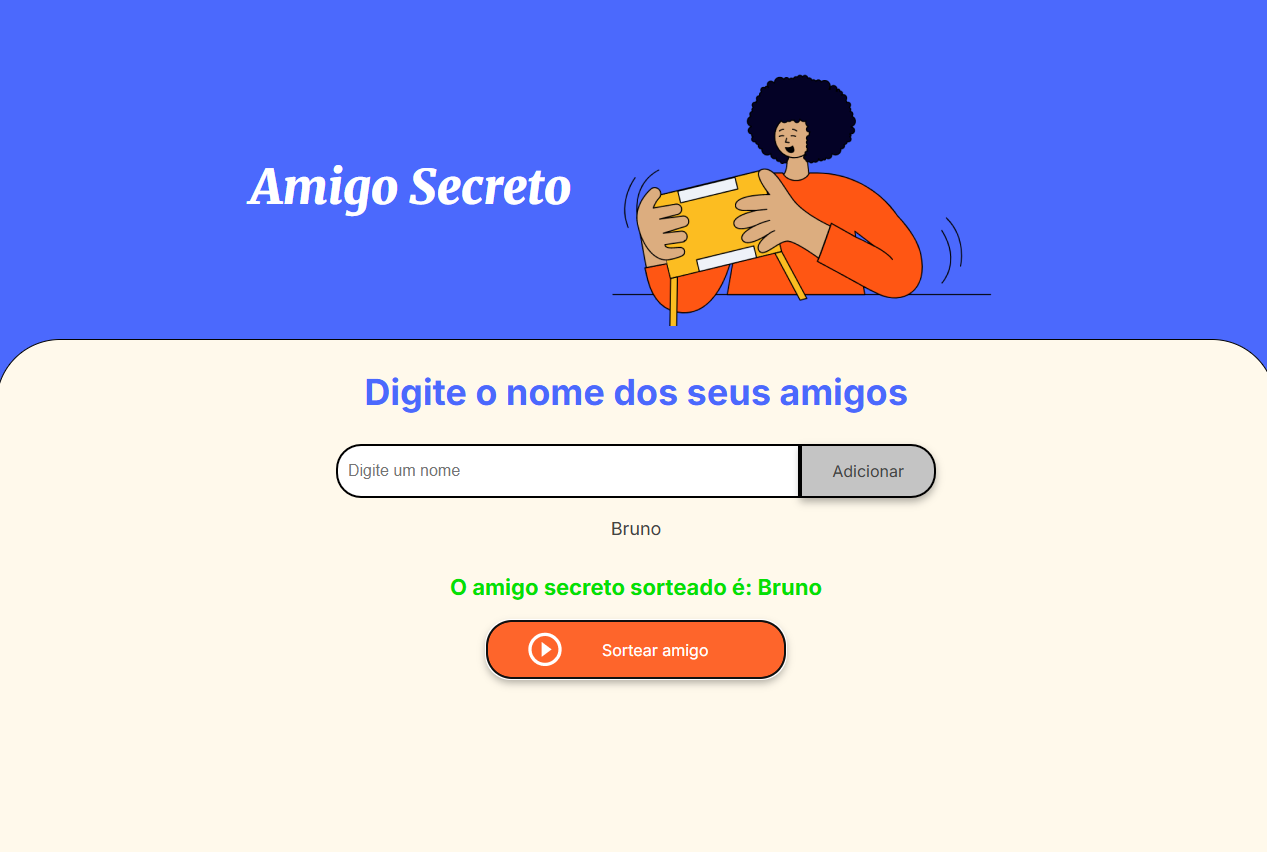 Amigo Secreto
Digite o nome dos seus amigos
Digite um nome
Adicionar
Bruno
O amigo secreto sorteado é: Bruno
Sortear amigo